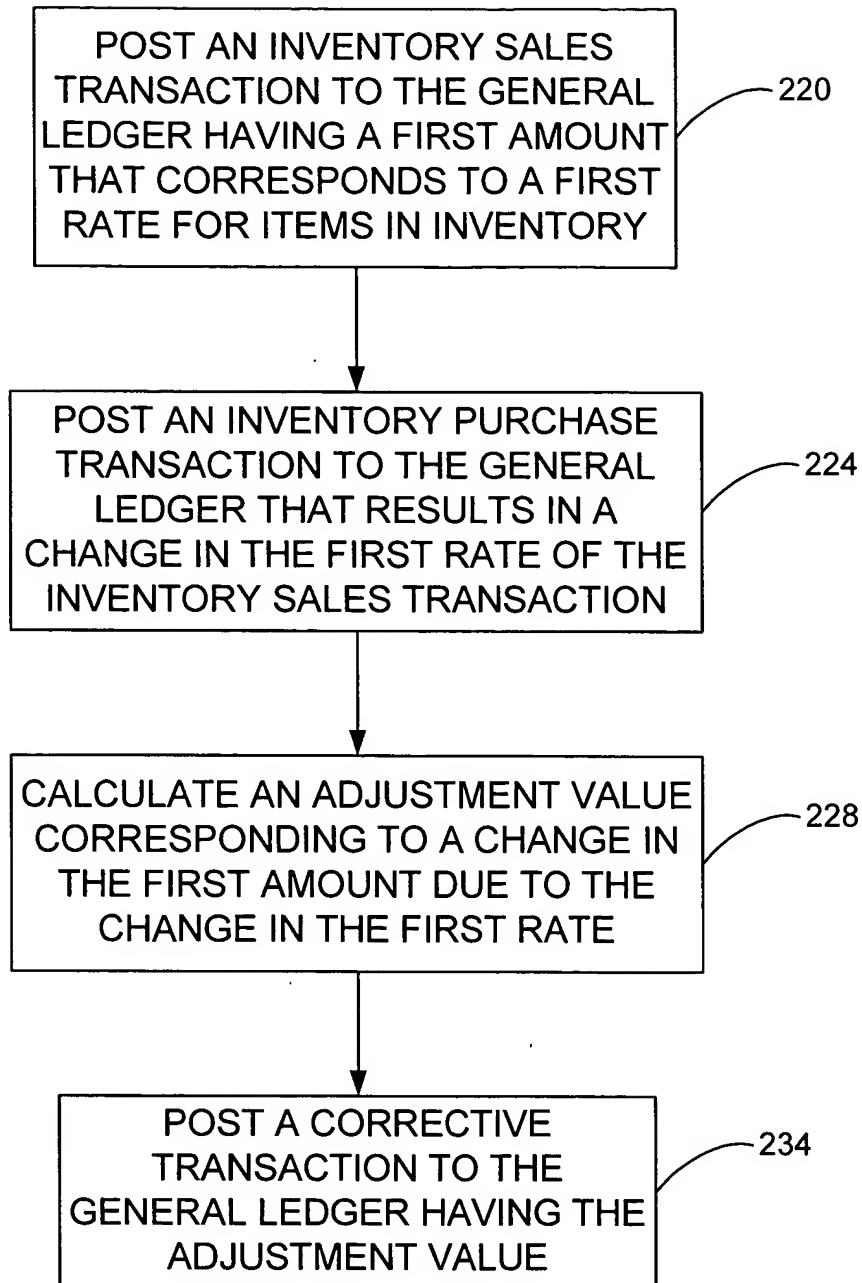 POST AN INVENTORY SALES
TRANSACTION TO THE GENERAL
LEDGER HAVING A FIRST AMOUNT
THAT CORRESPONDS TO A FIRST
RATE FOR ITEMS IN INVENTORY
220
POST AN INVENTORY PURCHASE
TRANSACTION TO THE GENERAL
LEDGER THAT RESULTS IN A
CHANGE IN THE FIRST RATE OF THE
INVENTORY SALES TRANSACTION
224
CALCULATE AN ADJUSTMENT VALUE
CORRESPONDING TO A CHANGE IN
THE FIRST AMOUNT DUE TO THE
CHANGE IN THE FIRST RATE
228
POST A CORRECTIVE
TRANSACTION TO THE
GENERAL LEDGER HAVING THE
ADJUSTMENT VALUE
234